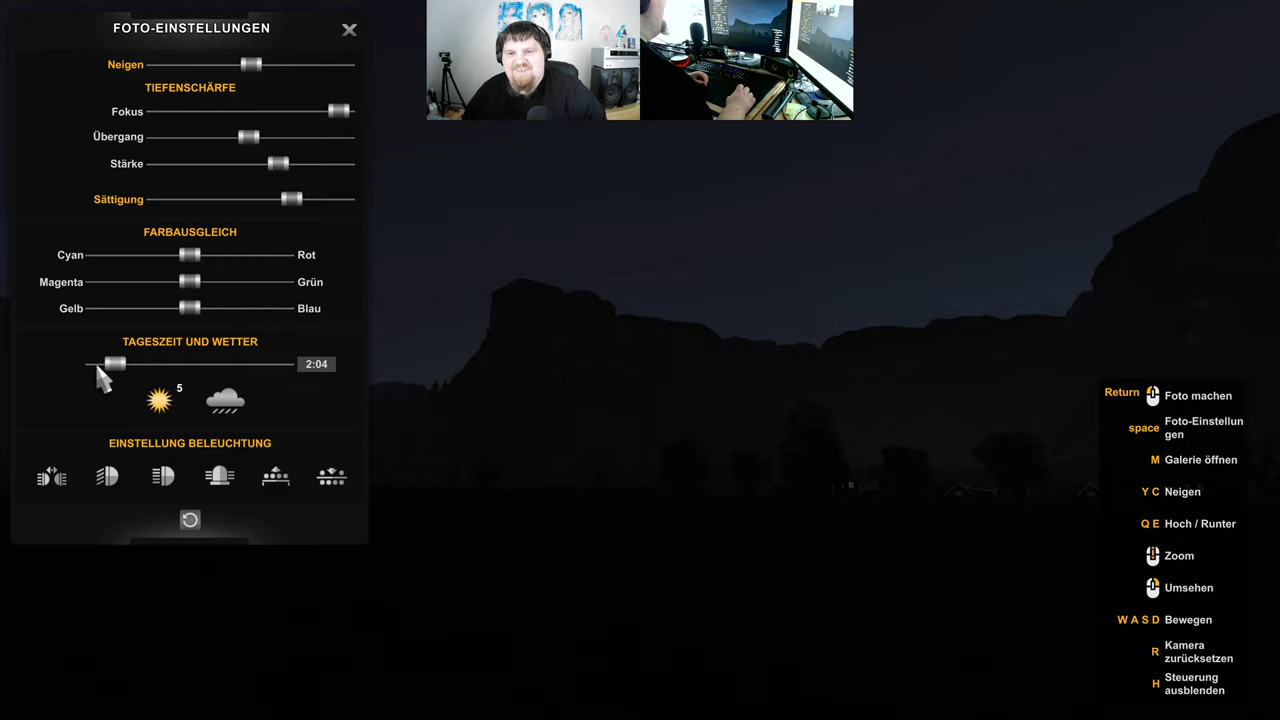 FOTO-EINSTELLUNGEN
Neigen
TIEFENSCHÄRFE
Fokus
Übergang
Stärke
Sättigung
FARBAUSGLEICH
Cyan Rot
Magenta Grün
Gelb Blau
TAGESZEIT UND WETTER
2:04
5
EINSTELLUNG BELEUCHTUNG
Return Foto machen
space Foto-Einstellun
gen
M Galerie öffnen
Y C Neigen
Q E Hoch / Runter
Zoom
Umsehen
W A S D Bewegen
R Kamera
zurücksetzen
H Steuerung
ausblenden